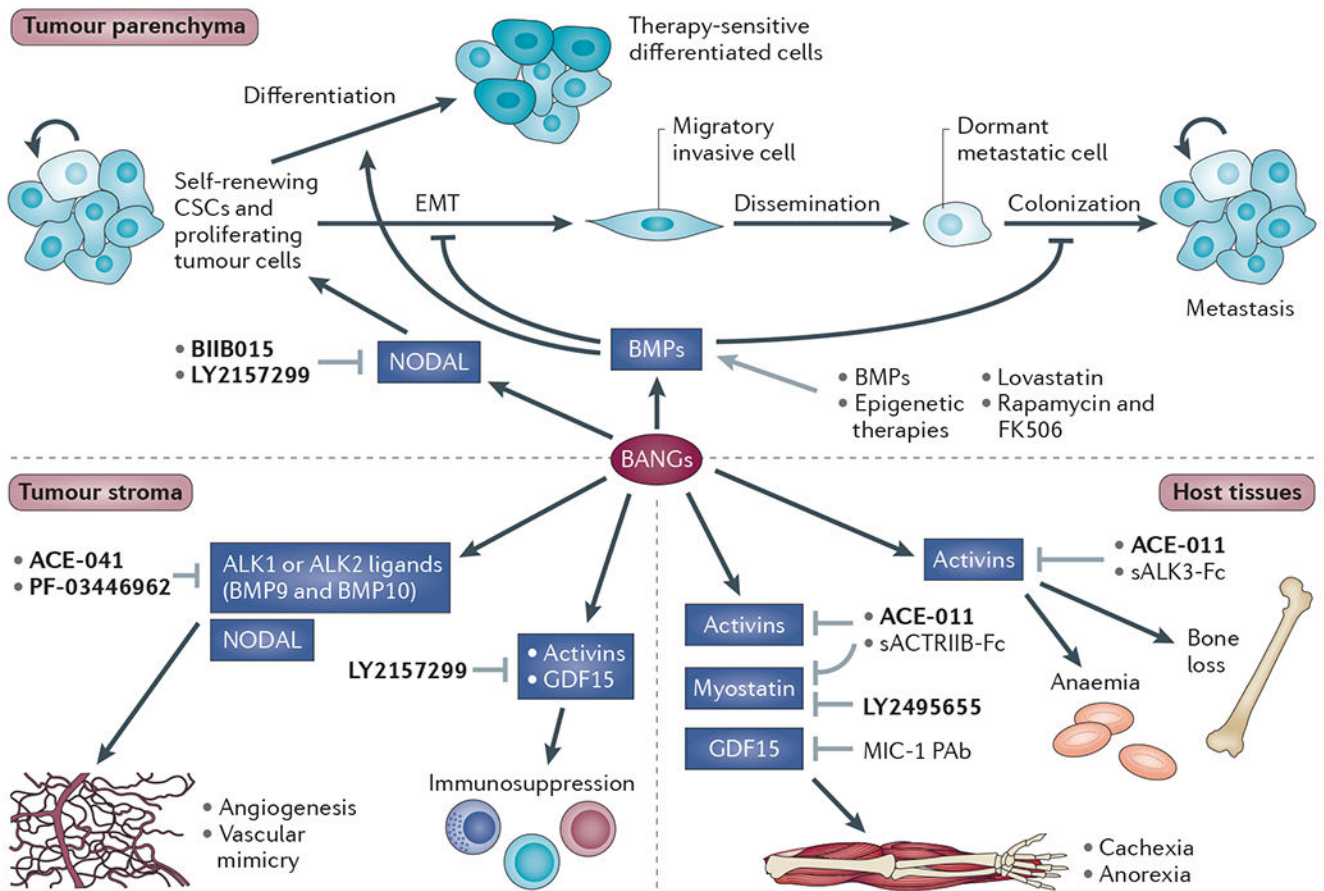 Tumour parenchyma
Therapy-sensitive
differentiated cells
Differentiation
Migratory
invasive cell
Dormant
metastatic cell
Self-renewing
CSCs and
proliferating
tumour cells
EMT
Dissemination
Colonization
Metastasis
• BIIB015
• LY2157299
NODAL
BMPs
• BMPs
• Epigenetic
therapies
• Lovastatin
• Rapamycin and
FK506
BANGs
Tumour stroma
Host tissues
• ACE-041
• PF-03446962
ALK1 or ALK2 ligands
(BMP9 and BMP10)
NODAL
LY2157299
• Activins
• GDF15
Immunosuppression
• Angiogenesis
• Vascular
mimicry
Activins
• ACE-011
• sALK3-Fc
Activins
• ACE-011
• sACTRIIB-Fc
Myostatin
LY2495655
GDF15
MIC-1 PAb
Anaemia
Bone
loss
• Cachexia
• Anorexia